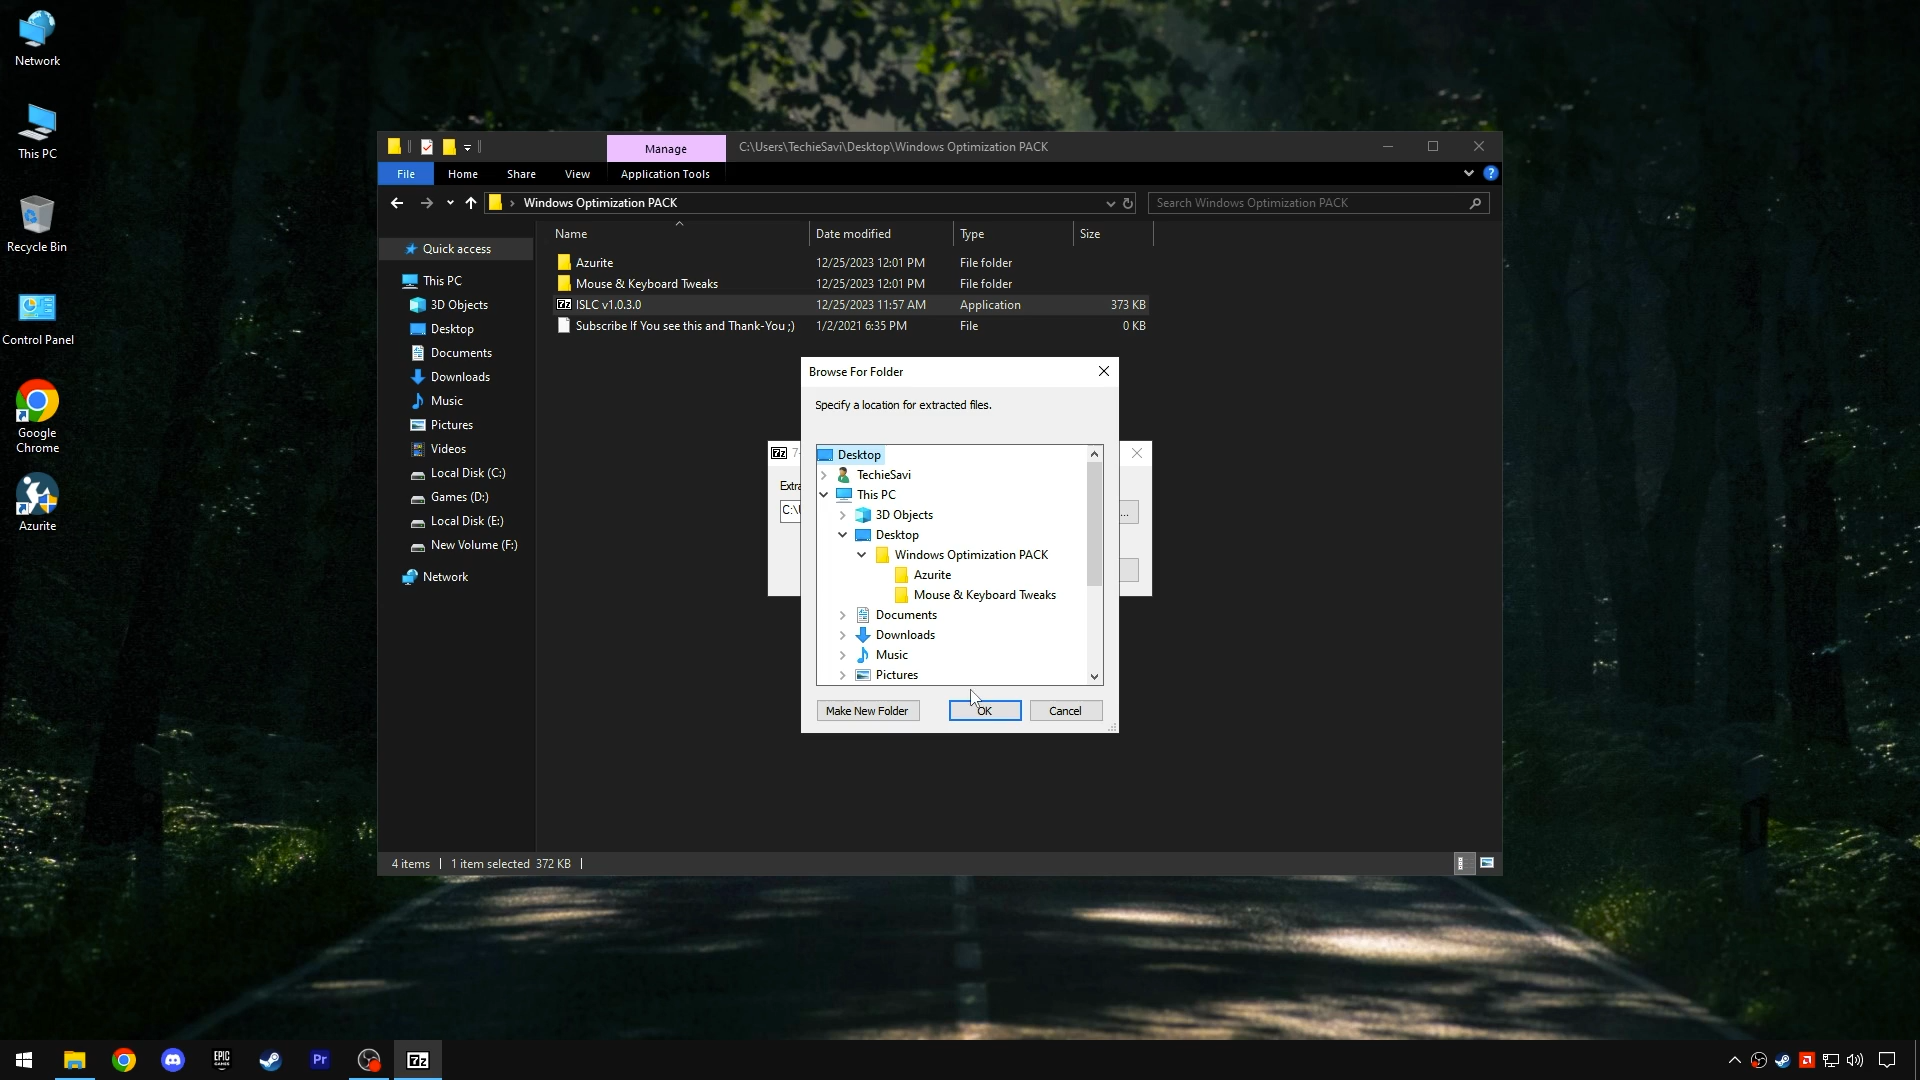 Network
This PC
Recycle Bin
Control Panel
Google
Chrome
Azurite
Manage
C:\Users\TechieSavi\Desktop\Windows Optimization PACK
File
Home
Share
View
Application Tools
?
Windows Optimization PACK
Search Windows Optimization PACK
Quick access
This PC
3D Objects
Desktop
Documents
Downloads
Music
Pictures
Videos
Local Disk (C:)
Games (D:)
Local Disk (E:)
New Volume (F:)
Network
Name
Date modified
Type
Size
Azurite
12/25/2023 12:01 PM
File folder
Mouse & Keyboard Tweaks
12/25/2023 12:01 PM
File folder
7z
ISLC v1.0.3.0
12/25/2023 11:57 AM
Application
373 KB
Subscribe If You see this and Thank-You ;)
1/2/2021 6:35 PM
File
0 KB
Browse For Folder
Specify a location for extracted files.
Desktop
TechieSavi
This PC
3D Objects
Desktop
Windows Optimization PACK
Azurite
Mouse & Keyboard Tweaks
Documents
Downloads
Music
Pictures
Make New Folder
OK
Cancel
7z
...
4 items
1 item selected 372 KB
EPIC
GAMES
Pr
7z